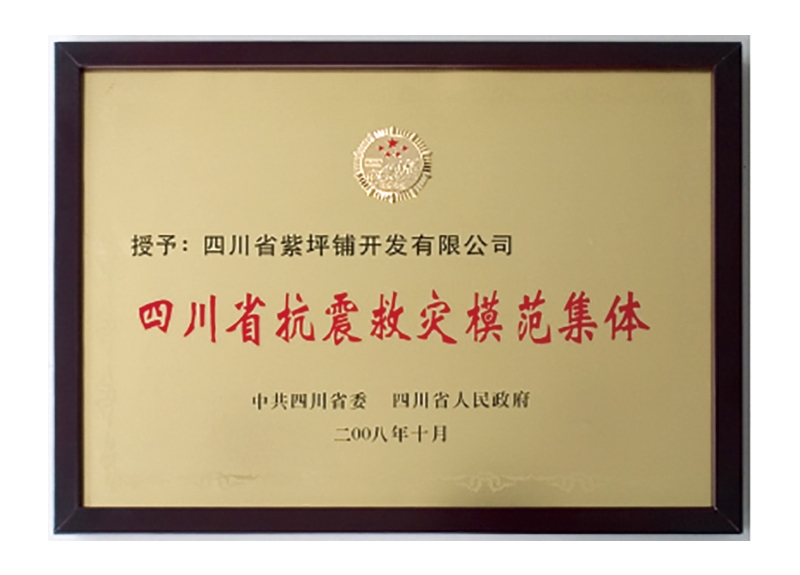 授予：四川省紫坪铺开发有限公司
四川省抗震救灾模范集体
中共四川省委 四川省人民政府
二00八年十月